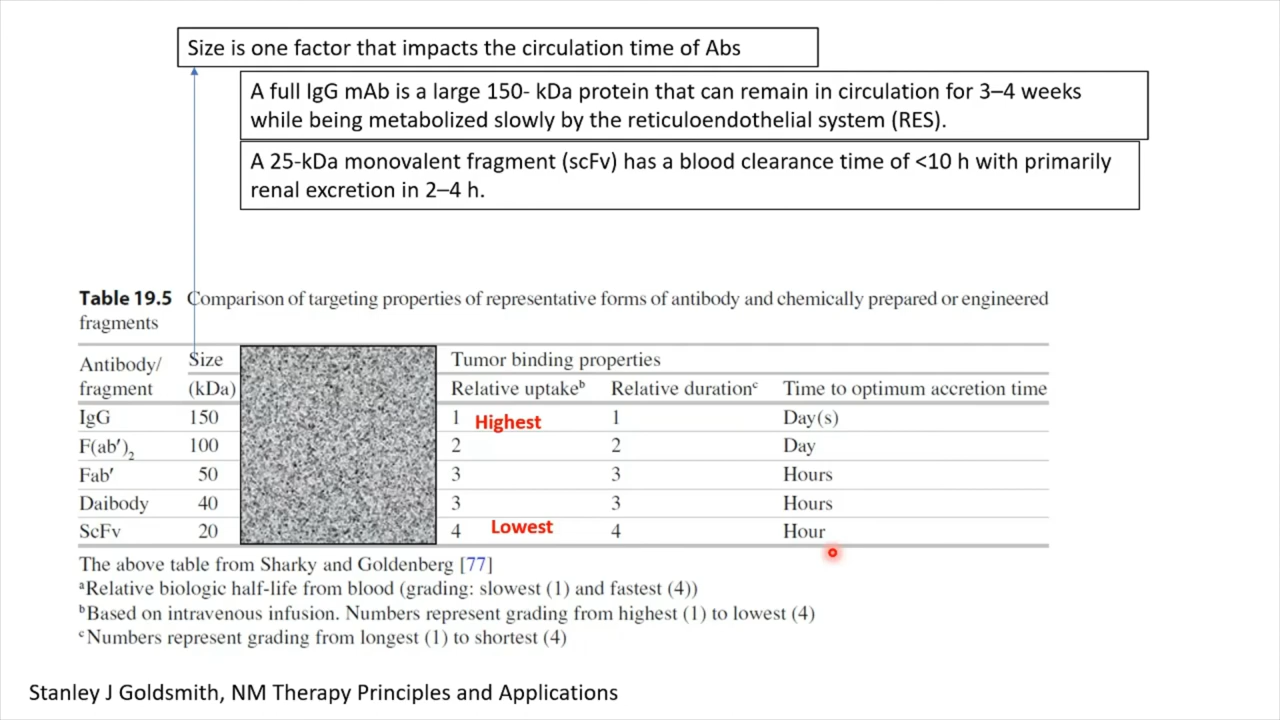 Size is one factor that impacts the circulation time of Abs
A full IgG mAb is a large 150- kDa protein that can remain in circulation for 3–4 weeks
while being metabolized slowly by the reticuloendothelial system (RES).
A 25-kDa monovalent fragment (scFv) has a blood clearance time of <10 h with primarily
renal excretion in 2–4 h.
Table 19.5 Comparison of targeting properties of representative forms of antibody and chemically prepared or engineered
fragments
Antibody/ Size Tumor binding properties
fragment (kDa) Relative uptakeᵇ Relative durationᶜ Time to optimum accretion time
IgG 150 1 Highest 1 Day(s)
F(ab′)₂ 100 2 2 Day
Fab′ 50 3 3 Hours
Daibody 40 3 3 Hours
ScFv 20 4 Lowest 4 Hour
The above table from Sharky and Goldenberg [77]
ᵃRelative biologic half-life from blood (grading: slowest (1) and fastest (4))
ᵇBased on intravenous infusion. Numbers represent grading from highest (1) to lowest (4)
ᶜNumbers represent grading from longest (1) to shortest (4)
Stanley J Goldsmith, NM Therapy Principles and Applications